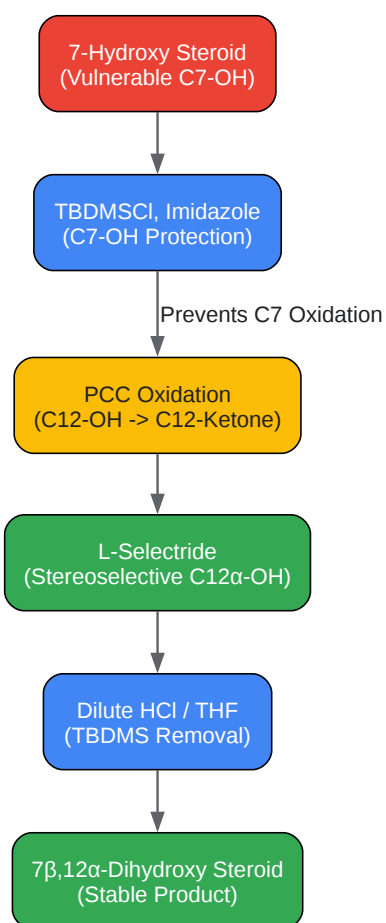 7-Hydroxy Steroid
(Vulnerable C7-OH)
TBDMSCl, Imidazole
(C7-OH Protection)
Prevents C7 Oxidation
PCC Oxidation
(C12-OH -> C12-Ketone)
L-Selectride
(Stereoselective C12α-OH)
Dilute HCl / THF
(TBDMS Removal)
7β,12α-Dihydroxy Steroid
(Stable Product)